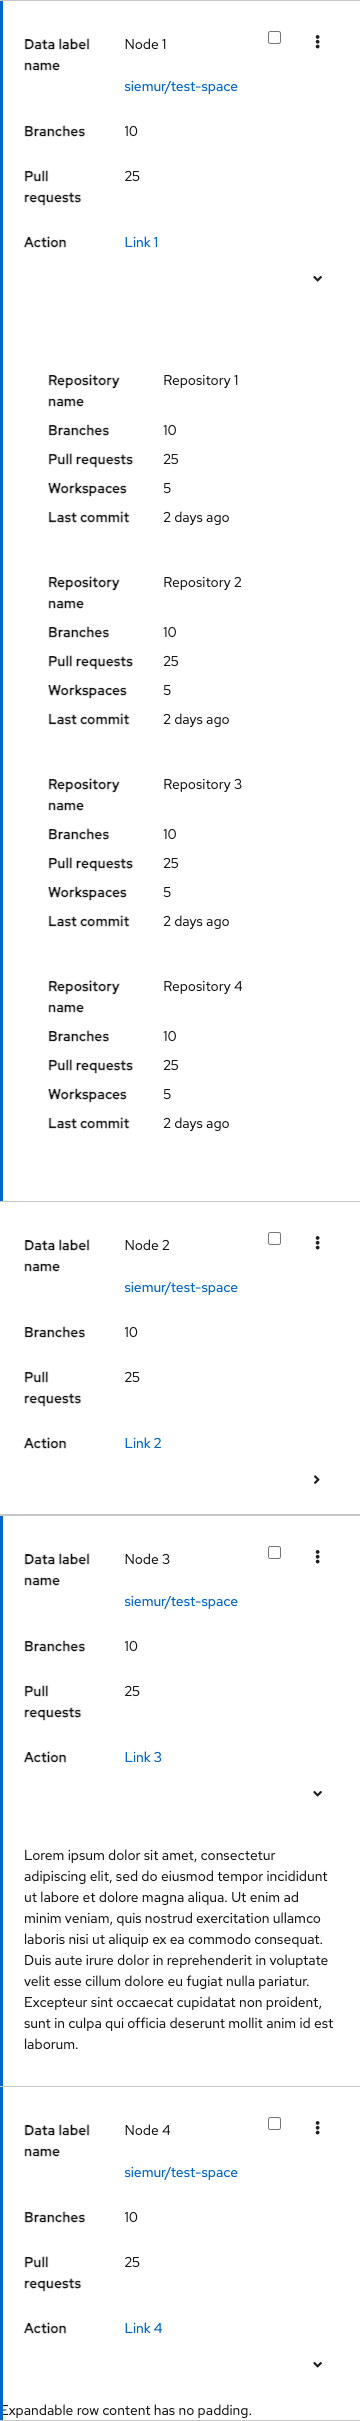 Data label name Node 1
siemur/test-space
Branches 10
Pull requests 25
Action Link 1
Repository name Repository 1
Branches 10
Pull requests 25
Workspaces 5
Last commit 2 days ago
Repository name Repository 2
Branches 10
Pull requests 25
Workspaces 5
Last commit 2 days ago
Repository name Repository 3
Branches 10
Pull requests 25
Workspaces 5
Last commit 2 days ago
Repository name Repository 4
Branches 10
Pull requests 25
Workspaces 5
Last commit 2 days ago
Data label name Node 2
siemur/test-space
Branches 10
Pull requests 25
Action Link 2
Data label name Node 3
siemur/test-space
Branches 10
Pull requests 25
Action Link 3
Lorem ipsum dolor sit amet, consectetur
adipiscing elit, sed do eiusmod tempor incididunt
ut labore et dolore magna aliqua. Ut enim ad
minim veniam, quis nostrud exercitation ullamco
laboris nisi ut aliquip ex ea commodo consequat.
Duis aute irure dolor in reprehenderit in voluptate
velit esse cillum dolore eu fugiat nulla pariatur.
Excepteur sint occaecat cupidatat non proident,
sunt in culpa qui officia deserunt mollit anim id est
laborum.
Data label name Node 4
siemur/test-space
Branches 10
Pull requests 25
Action Link 4
Expandable row content has no padding.